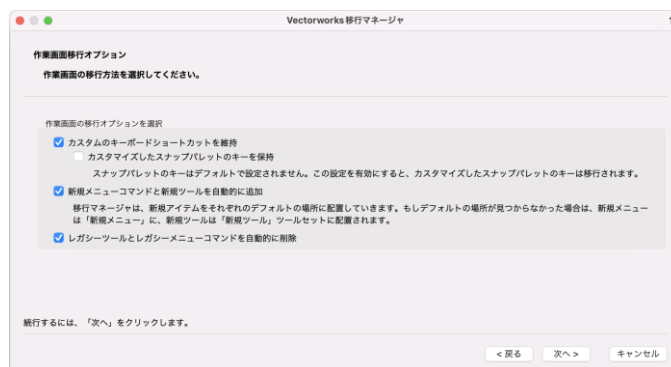 Vectorworks移行マネージャ
作業画面移行オプション
作業画面の移行方法を選択してください。
作業画面の移行オプションを選択
カスタムのキーボードショートカットを維持
カスタマイズしたスナップパレットのキーを保持
スナップパレットのキーはデフォルトで設定されません。この設定を有効にすると、カスタマイズしたスナップパレットのキーは移行されます。
新規メニューコマンドと新規ツールを自動的に追加
移行マネージャは、新規アイテムをそれぞれのデフォルトの場所に配置していきます。もしデフォルトの場所が見つからなかった場合は、新規メニュー
は「新規メニュー」に、新規ツールは「新規ツール」ツールセットに配置されます。
レガシーツールとレガシーメニューコマンドを自動的に削除
続行するには、「次へ」をクリックします。
< 戻る 次へ > キャンセル